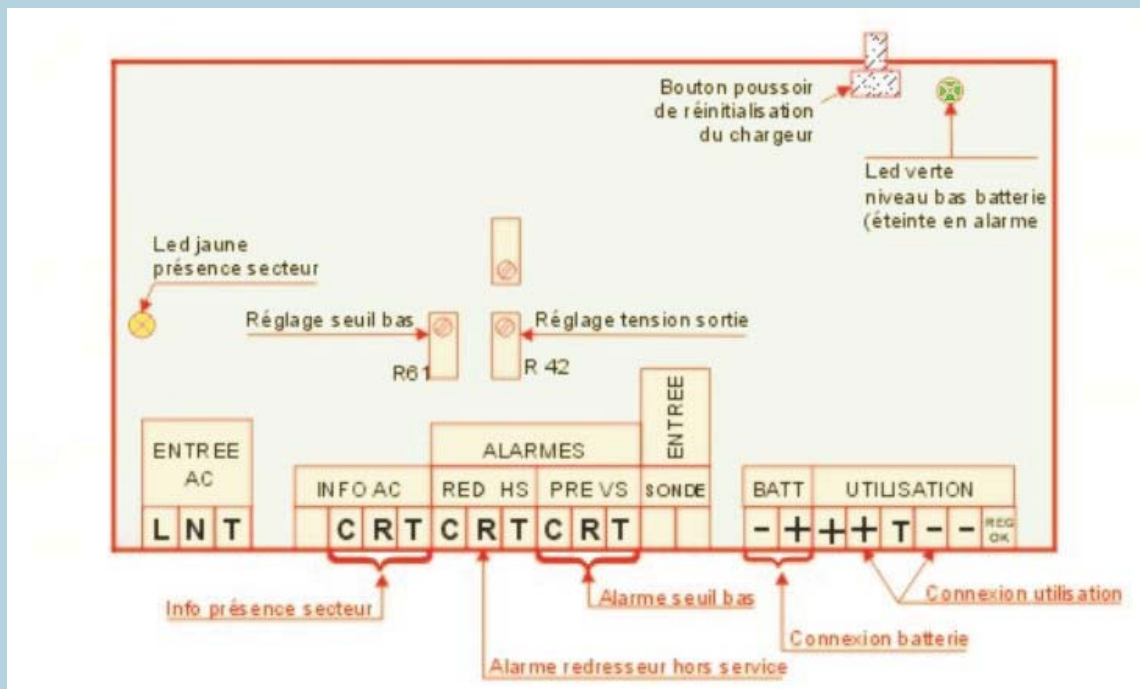 Bouton poussoir
de réinitialisation
du chargeur
Led verte
niveau bas batterie
(éteinte en alarme
Led jaune
présence secteur
Réglage seuil bas
Réglage tension sortie
R61
R 42
ENTREE
AC
ALARMES
ENTREE
INFO AC
RED HS
PRE VS
SONDE
BATT
UTILISATION
L N T
C R T
C R T
C R T
- +
+ + T - -
REG
OK
Info présence secteur
Alarme seuil bas
Connexion utilisation
Connexion batterie
Alarme redresseur hors service